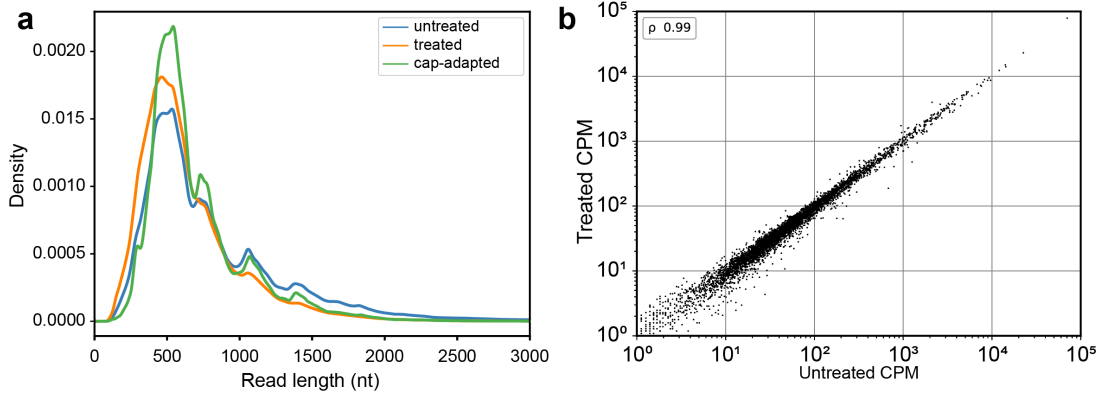 a
untreated
treated
cap-adapted
0.0020
0.015
0.0010
0.0005
0.0000
Density
0 500 1000 1500 2000 2500 3000
Read length (nt)
b
ρ 0.99
10⁵
10⁴
10³
10²
10¹
10⁰
Treated CPM
10⁰ 10¹ 10² 10³ 10⁴ 10⁵
Untreated CPM